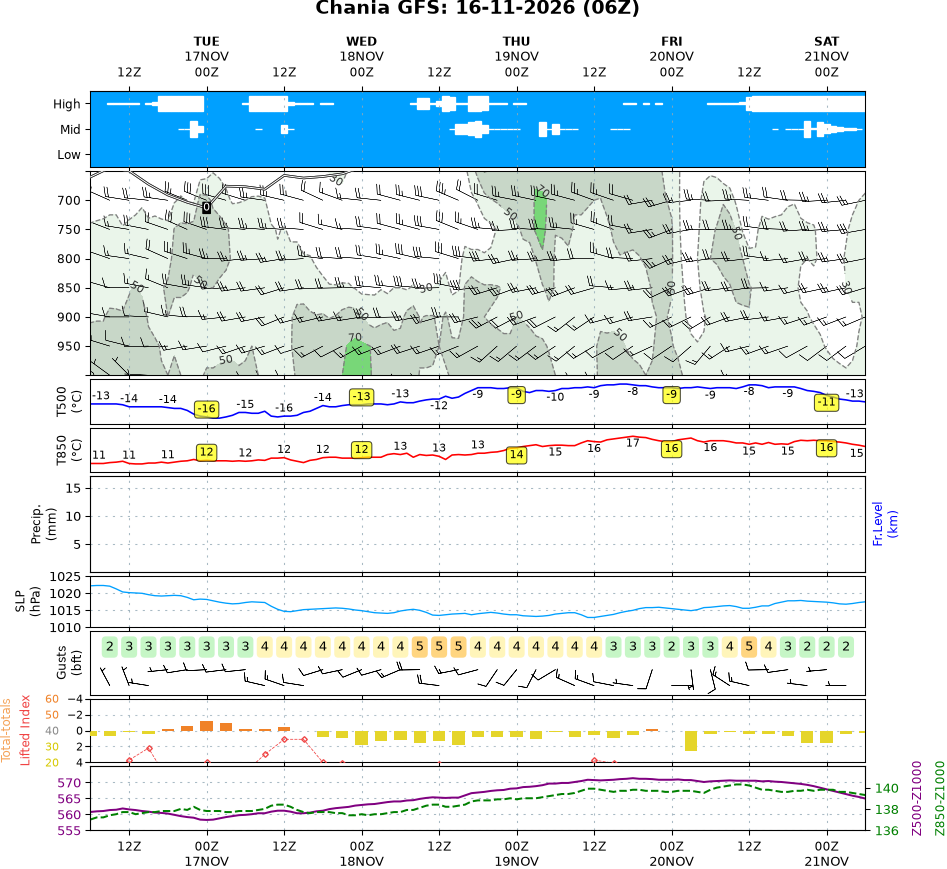 Chania GFS: 16-11-2026 (06Z)
TUE WED THU FRI SAT
17NOV 18NOV 19NOV 20NOV 21NOV
12Z 00Z 12Z 00Z 12Z 00Z 12Z 00Z 12Z 00Z
High
Mid
Low
700
750
800
850
900
950
0
50
50
50
50
50
50
70
50
70
50
50
50
T500
(°C)
-13 -14 -14 -16 -15 -16 -14 -13 -13 -12 -9 -9 -10 -9 -8 -9 -9 -8 -9 -11 -13
T850
(°C)
11 11 11 12 12 12 12 12 13 13 13 14 15 16 17 16 16 15 15 16 15
Precip.
(mm)
15
10
5
Fr.Level
(km)
SLP
(hPa)
1025
1020
1015
1010
Gusts
(bft)
2 3 3 3 3 3 3 3 4 4 4 4 4 4 4 4 5 5 5 4 4 4 4 4 4 4 3 3 3 2 3 3 4 5 4 3 2 2 2
Total-totals
Lifted Index
60 −4
50 −2
40 0
30 2
20 4
570
565
560
555
140
138
136
Z500-Z1000
Z850-Z1000
12Z 00Z 12Z 00Z 12Z 00Z 12Z 00Z 12Z 00Z
17NOV 18NOV 19NOV 20NOV 21NOV